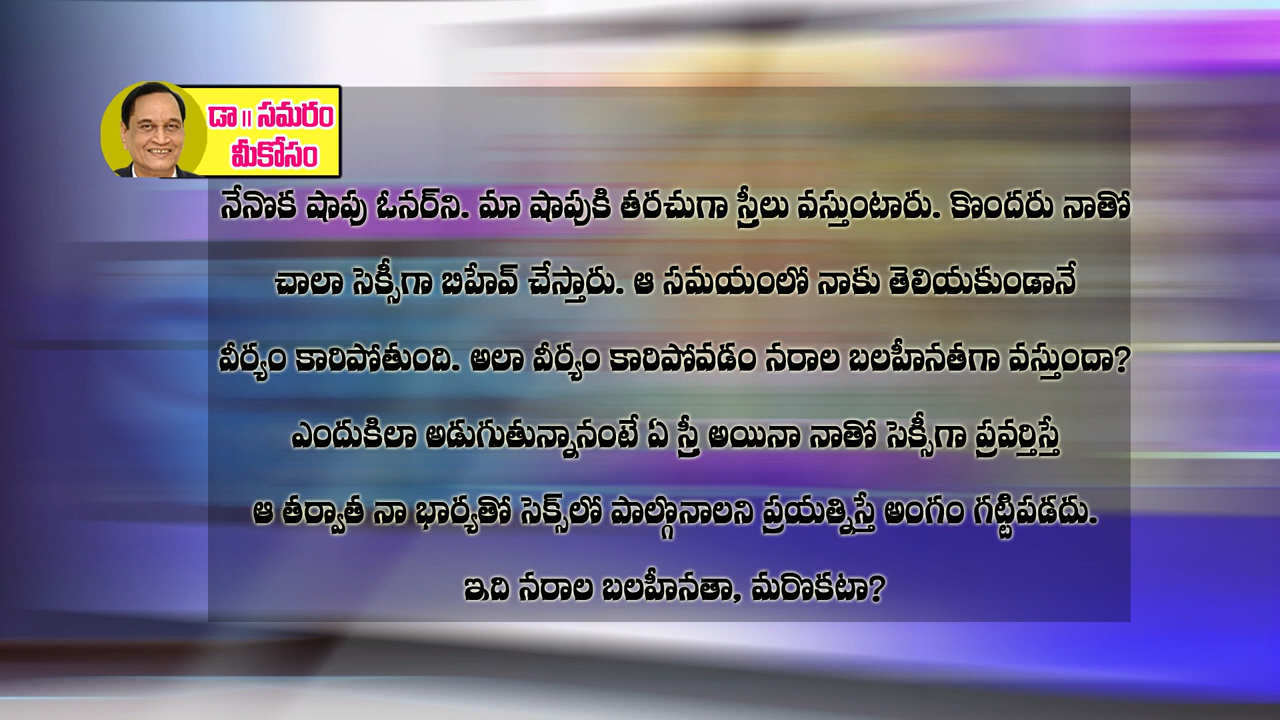 డా॥ సమరం
మీకోసం
నేనొక షాపు ఓనర్‌ని. మా షాపుకి తరచుగా స్త్రీలు వస్తుంటారు. కొందరు నాతో
చాలా సెక్సీగా బిహేవ్ చేస్తారు. ఆ సమయంలో నాకు తెలియకుండానే
వీర్యం కారిపోతుంది. అలా వీర్యం కారిపోవడం నరాల బలహీనతగా వస్తుందా?
ఎందుకిలా అడుగుతున్నానంటే ఏ స్త్రీ అయినా నాతో సెక్సీగా ప్రవర్తిస్తే
ఆ తర్వాత నా భార్యతో సెక్స్‌లో పాల్గొనాలని ప్రయత్నిస్తే అంగం గట్టిపడదు.
ఇది నరాల బలహీనతా, మరొకటా?